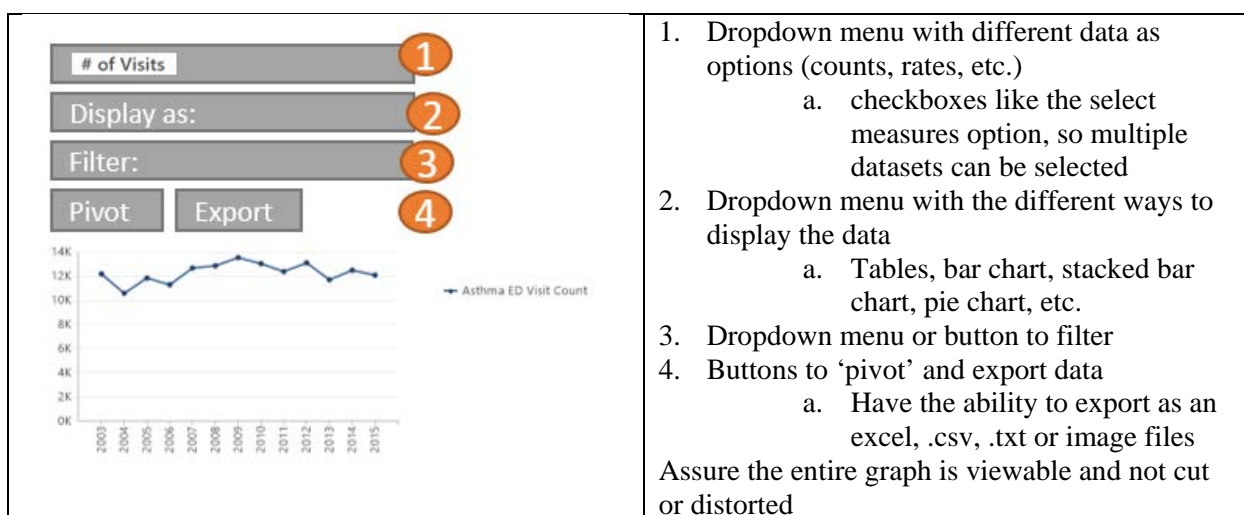 # of Visits
1
Display as:
2
Filter:
3
Pivot
Export
4
14K
12K
10K
8K
6K
4K
2K
0K
2003
2004
2005
2006
2007
2008
2009
2010
2011
2012
2013
2014
2015
Asthma ED Visit Count
1. Dropdown menu with different data as
options (counts, rates, etc.)
a. checkboxes like the select
measures option, so multiple
datasets can be selected
2. Dropdown menu with the different ways to
display the data
a. Tables, bar chart, stacked bar
chart, pie chart, etc.
3. Dropdown menu or button to filter
4. Buttons to ‘pivot’ and export data
a. Have the ability to export as an
excel, .csv, .txt or image files
Assure the entire graph is viewable and not cut
or distorted